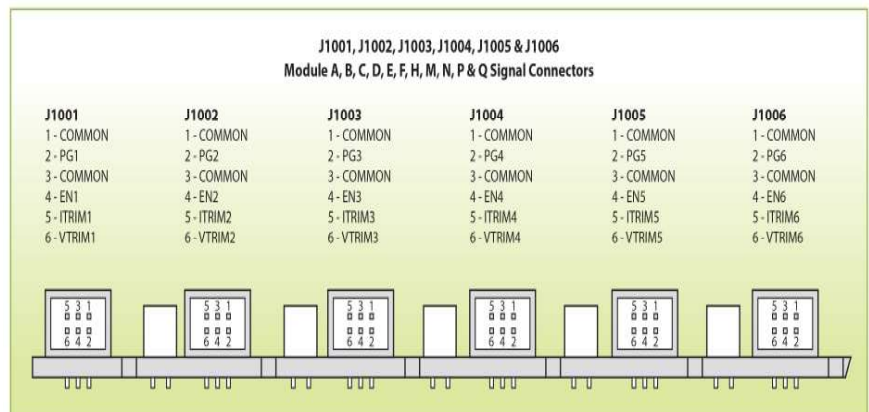 J1001, J1002, J1003, J1004, J1005 & J1006
Module A, B, C, D, E, F, H, M, N, P & Q Signal Connectors
J1001 J1002 J1003 J1004 J1005 J1006
1 - COMMON 1 - COMMON 1 - COMMON 1 - COMMON 1 - COMMON 1 - COMMON
2 - PG1 2 - PG2 2 - PG3 2 - PG4 2 - PG5 2 - PG6
3 - COMMON 3 - COMMON 3 - COMMON 3 - COMMON 3 - COMMON 3 - COMMON
4 - EN1 4 - EN2 4 - EN3 4 - EN4 4 - EN5 4 - EN6
5 - ITRIM1 5 - ITRIM2 5 - ITRIM3 5 - ITRIM4 5 - ITRIM5 5 - ITRIM6
6 - VTRIM1 6 - VTRIM2 6 - VTRIM3 6 - VTRIM4 6 - VTRIM5 6 - VTRIM6
5 3 1 5 3 1 5 3 1 5 3 1 5 3 1 5 3 1
6 4 2 6 4 2 6 4 2 6 4 2 6 4 2 6 4 2